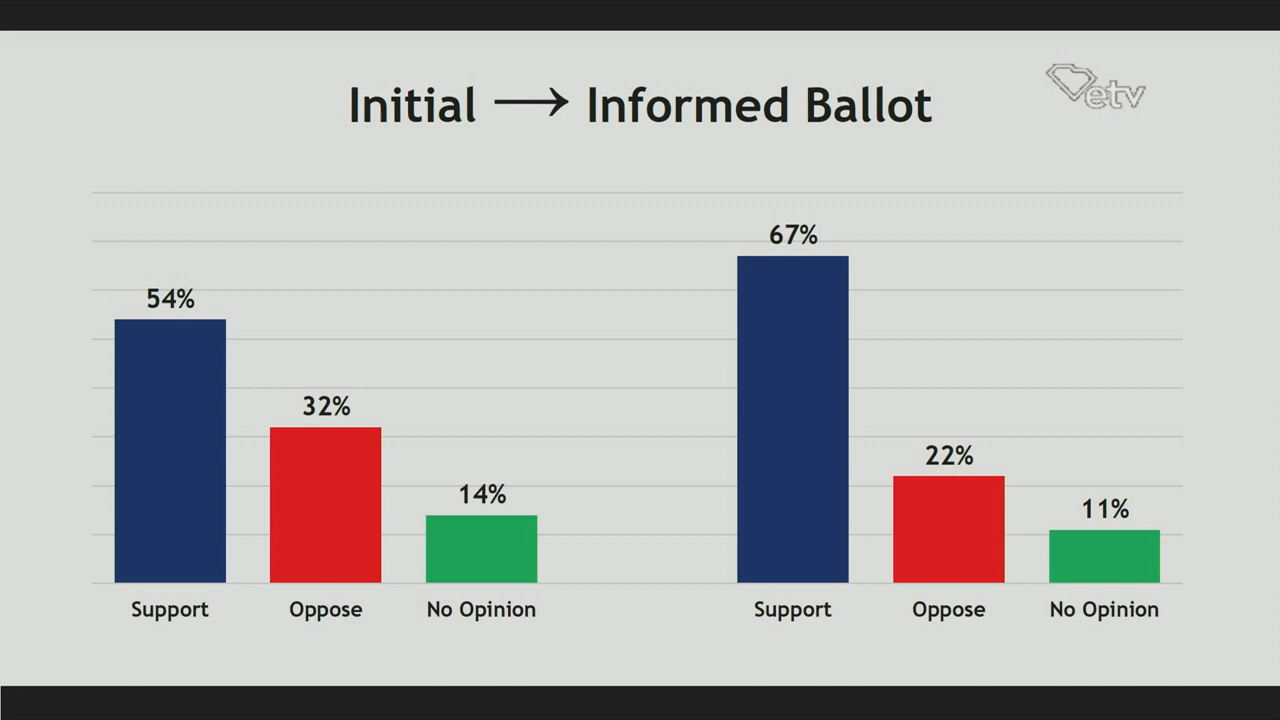 Initial → Informed Ballot
etv
54%
32%
14%
67%
22%
11%
Support
Oppose
No Opinion
Support
Oppose
No Opinion